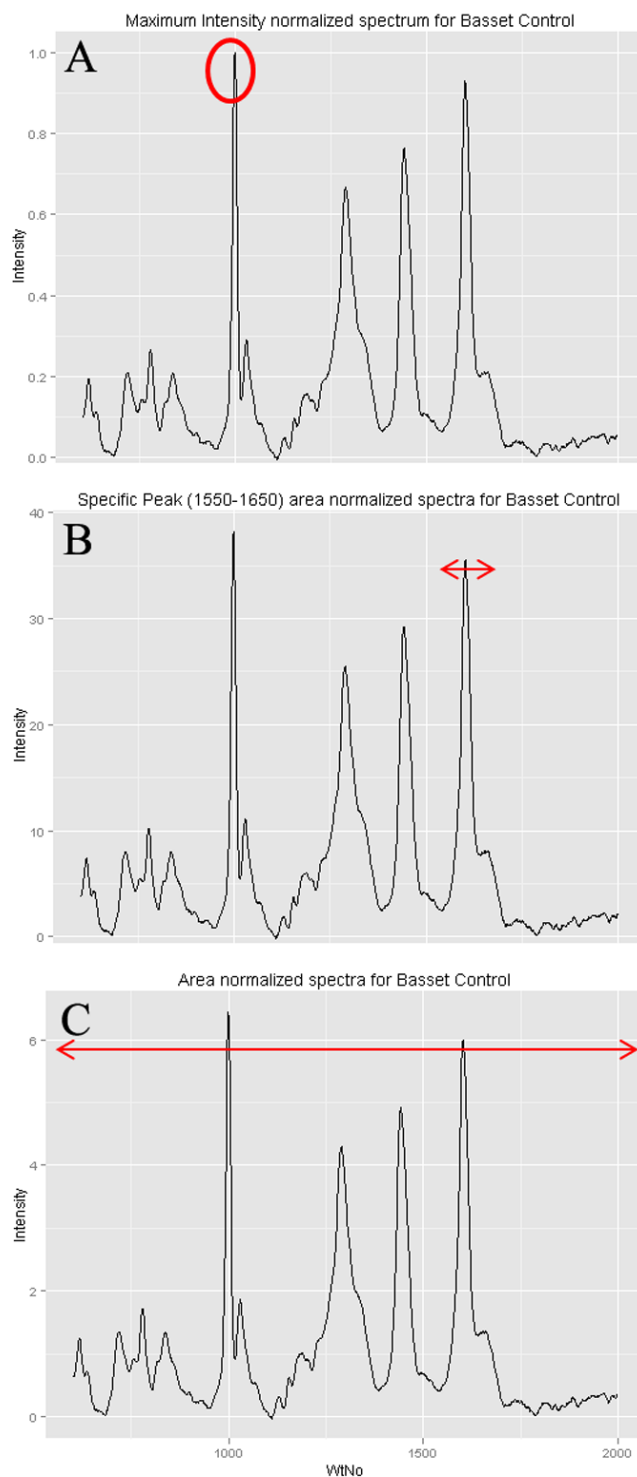 Maximum Intensity normalized spectrum for Basset Control
A
1.0
0.8
0.6
0.4
0.2
0.0
Intensity
Specific Peak (1550-1650) area normalized spectra for Basset Control
B
40
30
20
10
0
Intensity
Area normalized spectra for Basset Control
C
6
4
2
0
Intensity
1000 1500 2000
WtNo